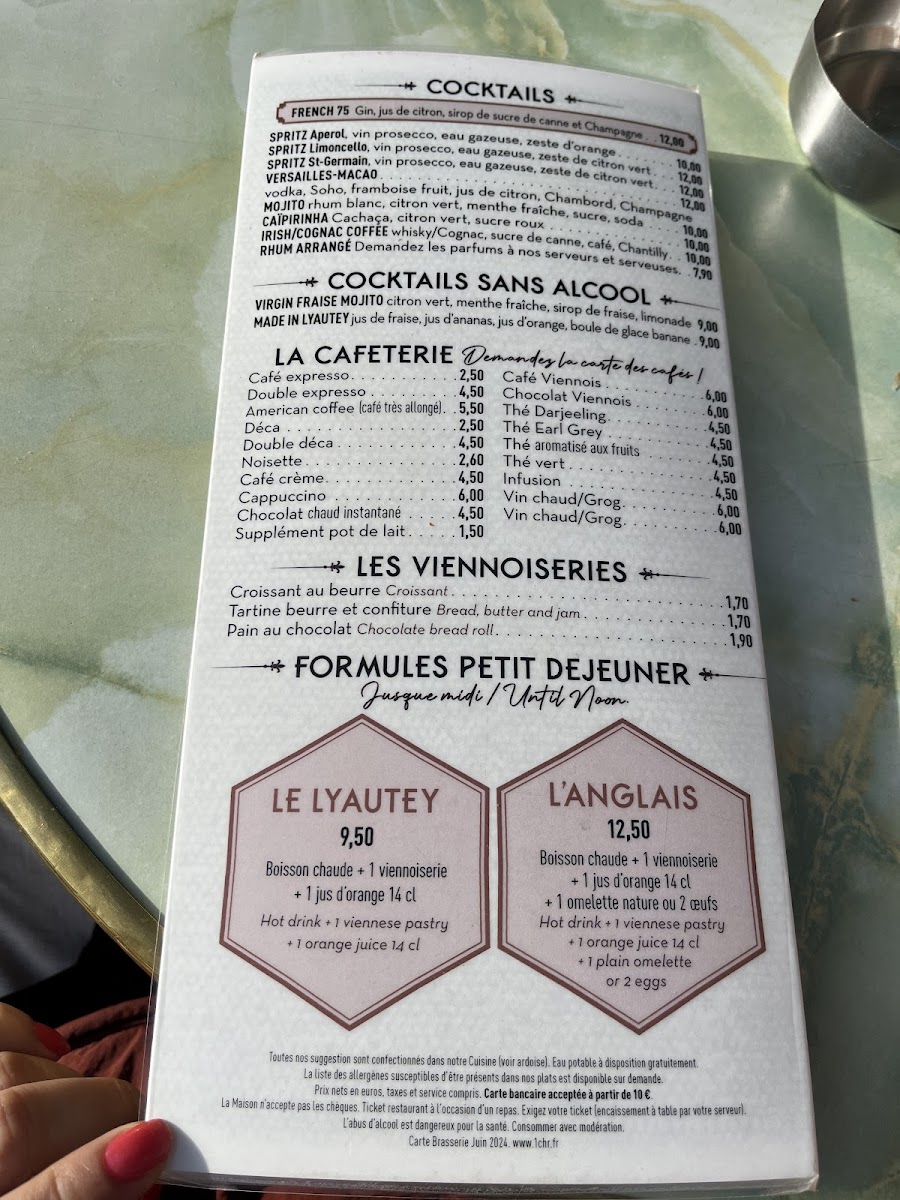 COCKTAILS
FRENCH 75 Gin, jus de citron, sirop de sucre de canne et Champagne . . 12,00
SPRITZ Aperol, vin prosecco, eau gazeuse, zeste d'orange . . . . 10,00
SPRITZ Limoncello, vin prosecco, eau gazeuse, zeste de citron vert . . 12,00
SPRITZ St-Germain, vin prosecco, eau gazeuse, zeste de citron vert. . . 12,00
VERSAILLES-MACAO . . . . 12,00
vodka, Soho, framboise fruit, jus de citron, Chambord, Champagne
MOJITO rhum blanc, citron vert, menthe fraîche, sucre, soda . . . . 10,00
CAÏPIRINHA Cachaça, citron vert, sucre roux . . . . 10,00
IRISH/COGNAC COFFEE whisky/Cognac, sucre de canne, café, Chantilly. . 10,00
RHUM ARRANGÉ Demandez les parfums à nos serveurs et serveuses. . 7,90
COCKTAILS SANS ALCOOL
VIRGIN FRAISE MOJITO citron vert, menthe fraîche, sirop de fraise, limonade 9,00
MADE IN LYAUTEY jus de fraise, jus d'ananas, jus d'orange, boule de glace banane . 9,00
LA CAFETERIE Demandez la carte des cafés !
Café expresso. . . . 2,50
Double expresso . . . . 4,50
American coffee (café très allongé). . 5,50
Déca . . . . 2,50
Double déca . . . . 4,50
Noisette . . . . 2,60
Café crème. . . . 4,50
Cappuccino . . . . 6,00
Chocolat chaud instantané . . . . 4,50
Supplément pot de lait . . . . 1,50
Café Viennois . . . . 6,00
Chocolat Viennois . . . . 6,00
Thé Darjeeling. . . . 4,50
Thé Earl Grey . . . . 4,50
Thé aromatisé aux fruits . . . . 4,50
Thé vert . . . . 4,50
Infusion . . . . 4,50
Vin chaud/Grog. . . . 6,00
Vin chaud/Grog. . . . 6,00
LES VIENNOISERIES
Croissant au beurre Croissant . . . . 1,70
Tartine beurre et confiture Bread, butter and jam . . . . 1,70
Pain au chocolat Chocolate bread roll. . . . 1,90
FORMULES PETIT DEJEUNER
Jusque midi / Until Noon.
LE LYAUTEY
9,50
Boisson chaude + 1 viennoiserie
+ 1 jus d'orange 14 cl
Hot drink + 1 viennese pastry
+ 1 orange juice 14 cl
L'ANGLAIS
12,50
Boisson chaude + 1 viennoiserie
+ 1 jus d'orange 14 cl
+ 1 omelette nature ou 2 œufs
Hot drink + 1 viennese pastry
+ 1 orange juice 14 cl
+ 1 plain omelette
or 2 eggs
Toutes nos suggestion sont confectionnés dans notre Cuisine (voir ardoise). Eau potable à disposition gratuitement.
La liste des allergènes susceptibles d'être présents dans nos plats est disponible sur demande.
Prix nets en euros, taxes et service compris. Carte bancaire acceptée à partir de 10 €.
La Maison n'accepte pas les chèques. Ticket restaurant à l'occasion d'un repas. Exigez votre ticket (encaissement à table par votre serveur).
L'abus d'alcool est dangereux pour la santé. Consommer avec modération.
Carte Brasserie Juin 2024. www.1chr.fr